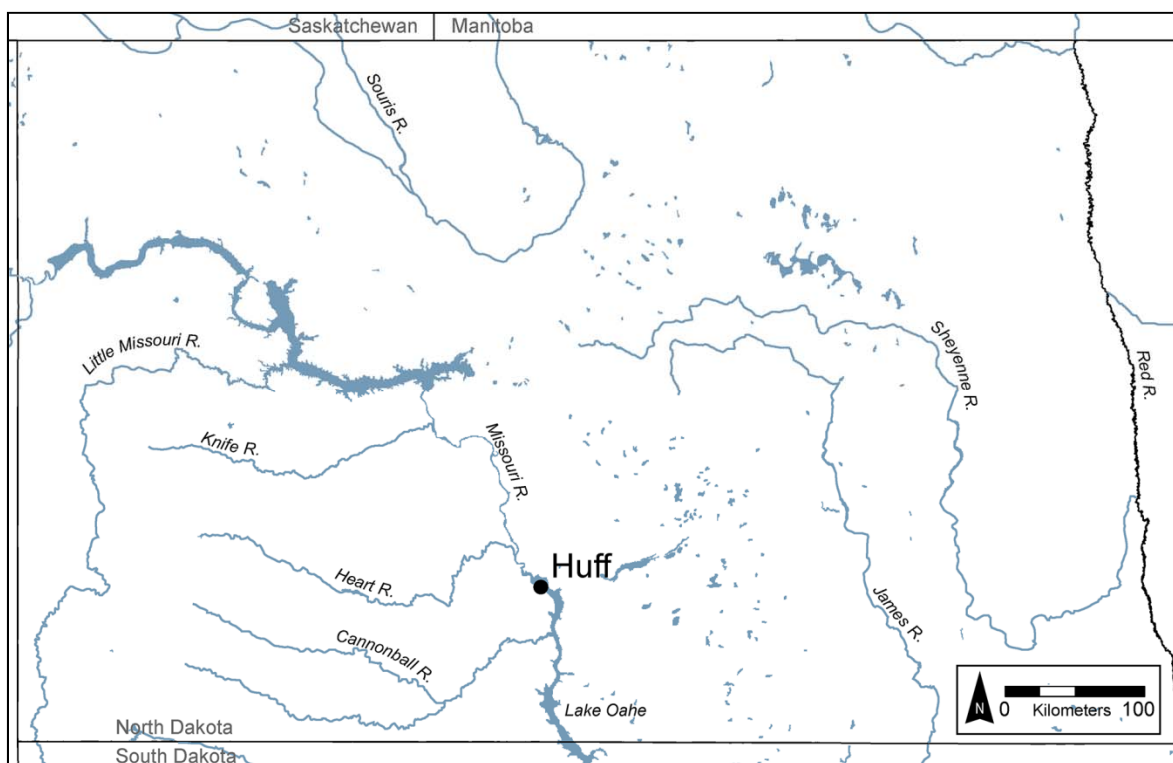 Saskatchewan
Manitoba
Souris R.
Little Missouri R.
Sheyenne R.
Red R.
Knife R.
Missouri R.
Huff
Heart R.
James R.
Cannonball R.
Lake Oahe
N
0 Kilometers 100
North Dakota
South Dakota